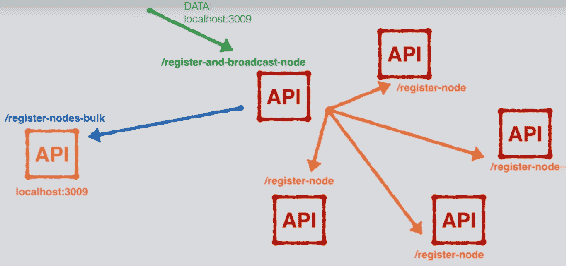 DATA:
localhost:3009
/register-and-broadcast-node
API
/register-node
API
/register-nodes-bulk
API
localhost:3009
API
/register-node
/register-node
API
API
/register-node